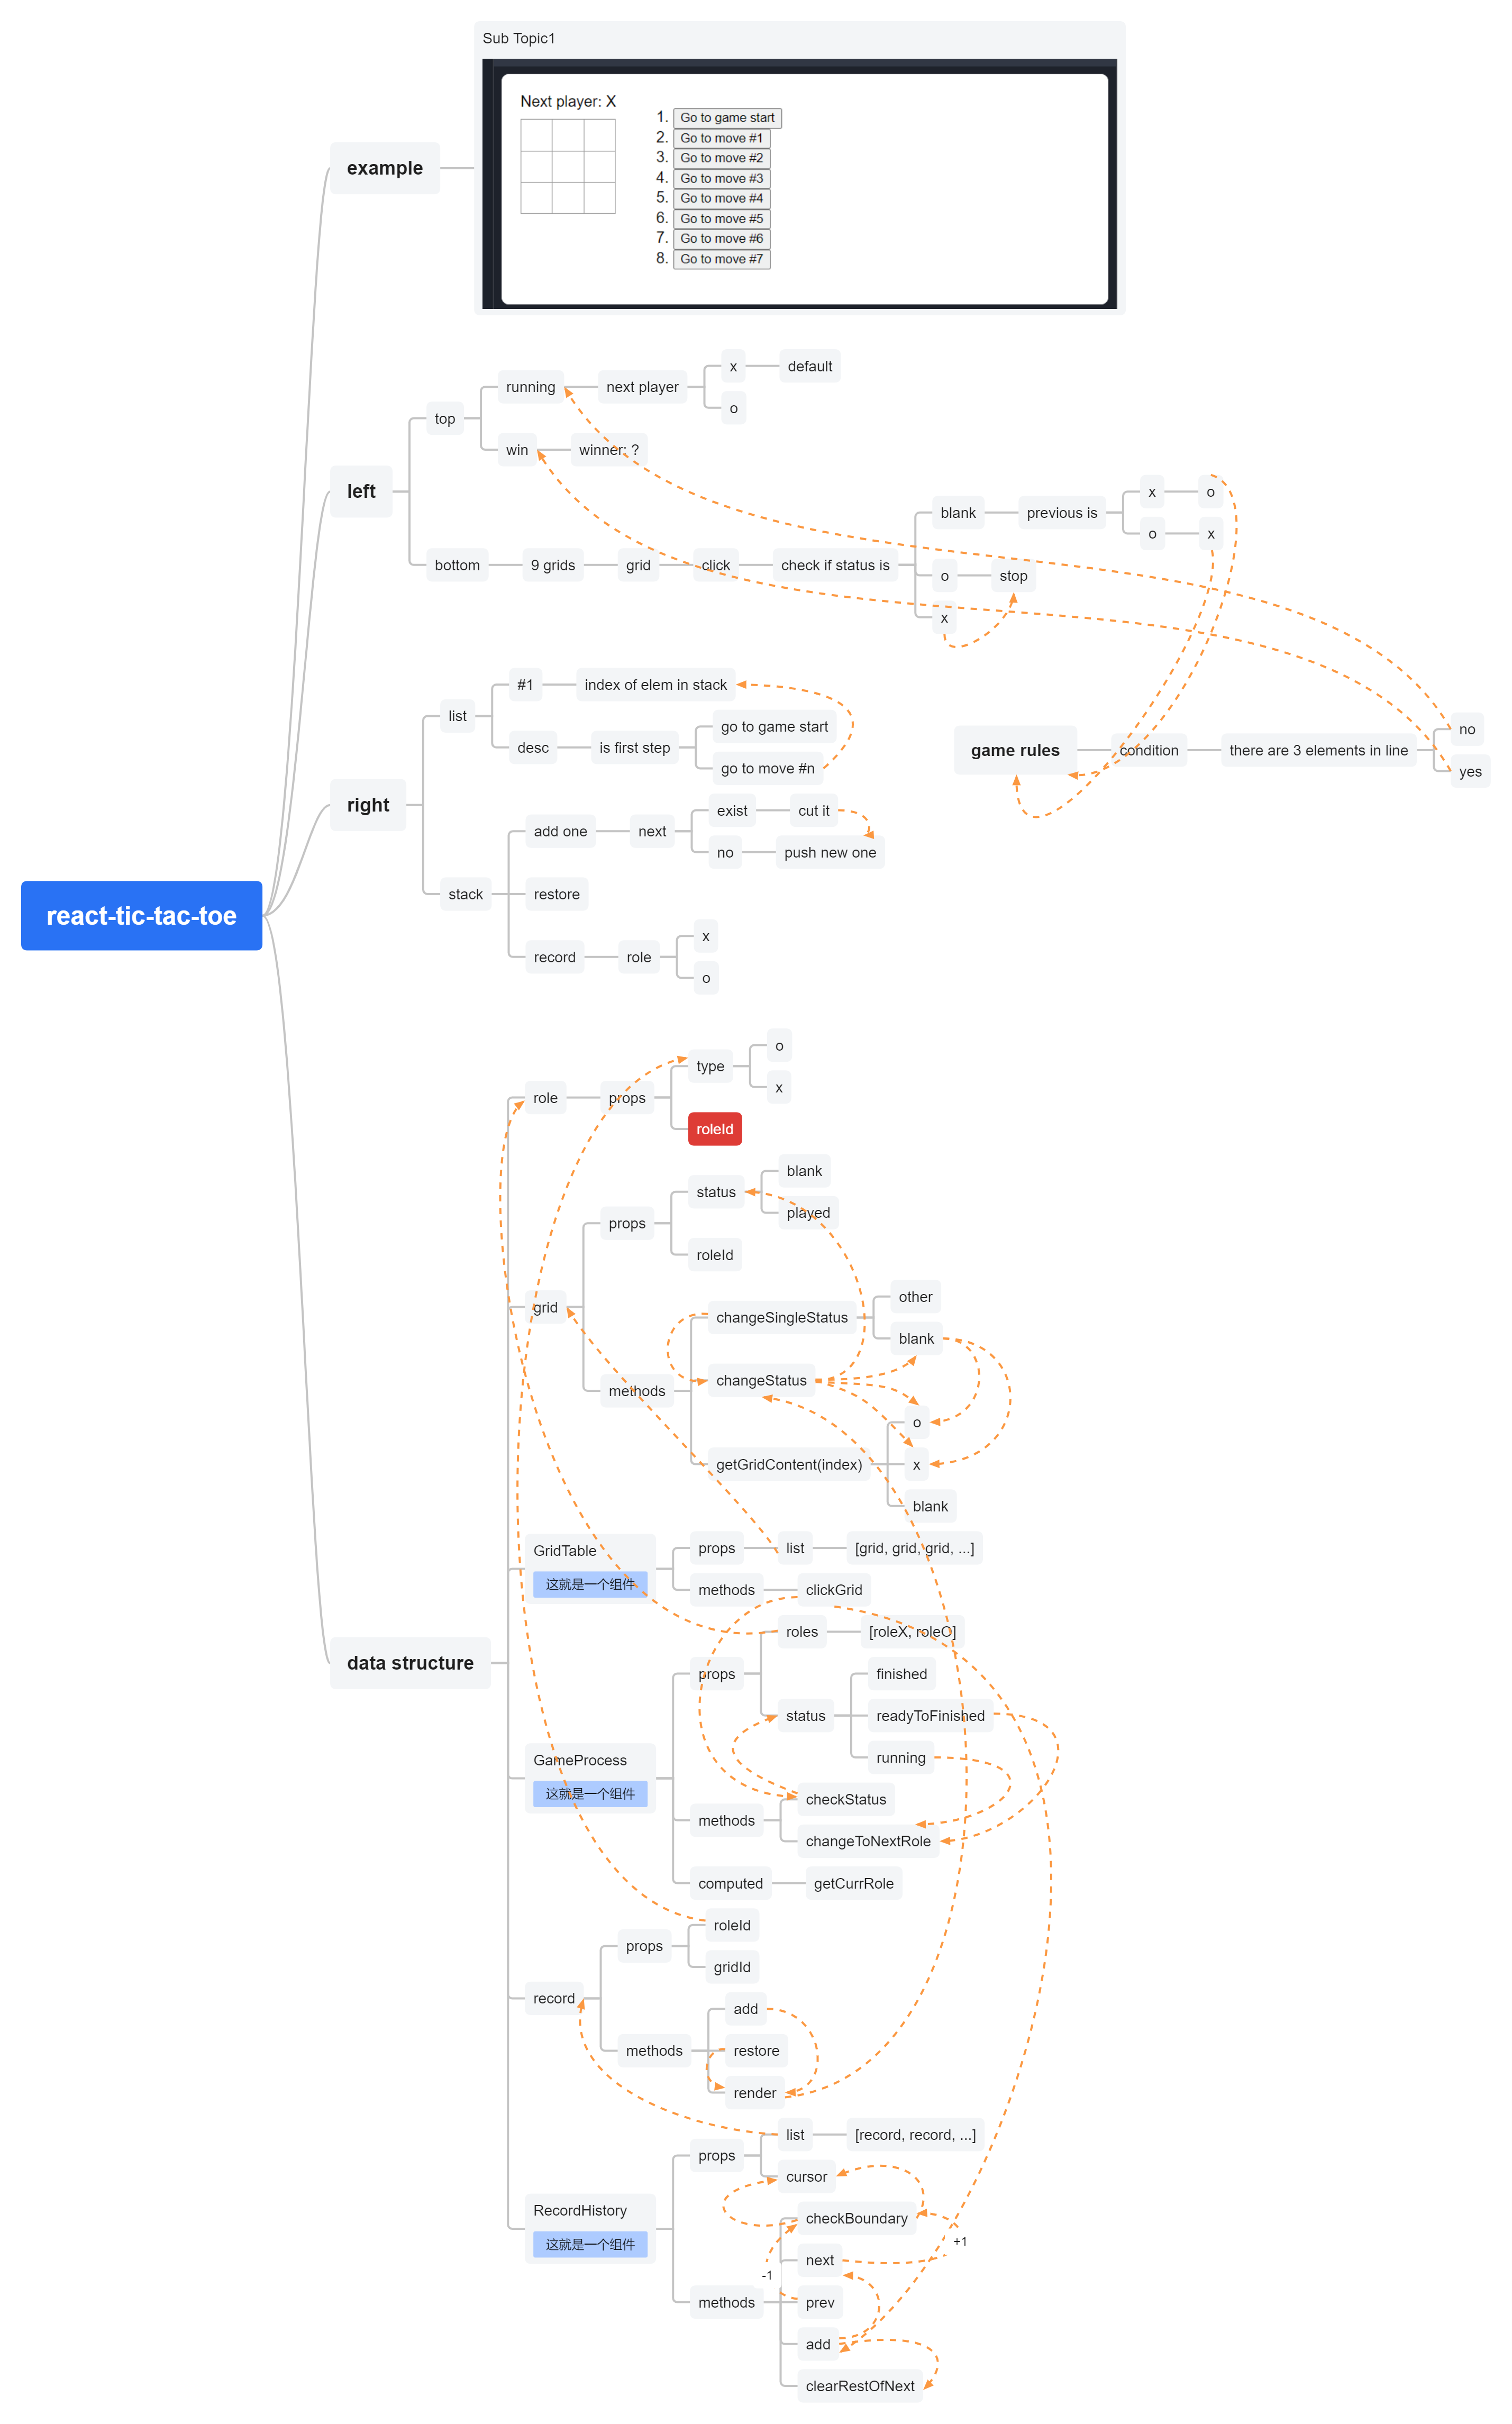 Sub Topic1
Next player: X
1. Go to game start
2. Go to move #1
3. Go to move #2
4. Go to move #3
5. Go to move #4
6. Go to move #5
7. Go to move #6
8. Go to move #7
example
left
top
running
next player
x
default
o
win
winner: ?
bottom
9 grids
grid
click
check if status is
blank
previous is
x
o
o
x
o
stop
x
game rules
condition
there are 3 elements in line
no
yes
right
list
#1
index of elem in stack
desc
is first step
go to game start
go to move #n
stack
add one
next
exist
cut it
no
push new one
restore
record
role
x
o
react-tic-tac-toe
data structure
role
props
type
o
x
roleId
grid
props
status
blank
played
roleId
methods
changeSingleStatus
other
blank
changeStatus
getGridContent(index)
o
x
blank
GridTable
这就是一个组件
props
list
[grid, grid, grid, ...]
methods
clickGrid
GameProcess
这就是一个组件
props
roles
[roleX, roleO]
status
finished
readyToFinished
running
methods
checkStatus
changeToNextRole
computed
getCurrRole
record
props
roleId
gridId
methods
add
restore
render
RecordHistory
这就是一个组件
props
list
[record, record, ...]
cursor
methods
checkBoundary
+1
next
-1
prev
add
clearRestOfNext